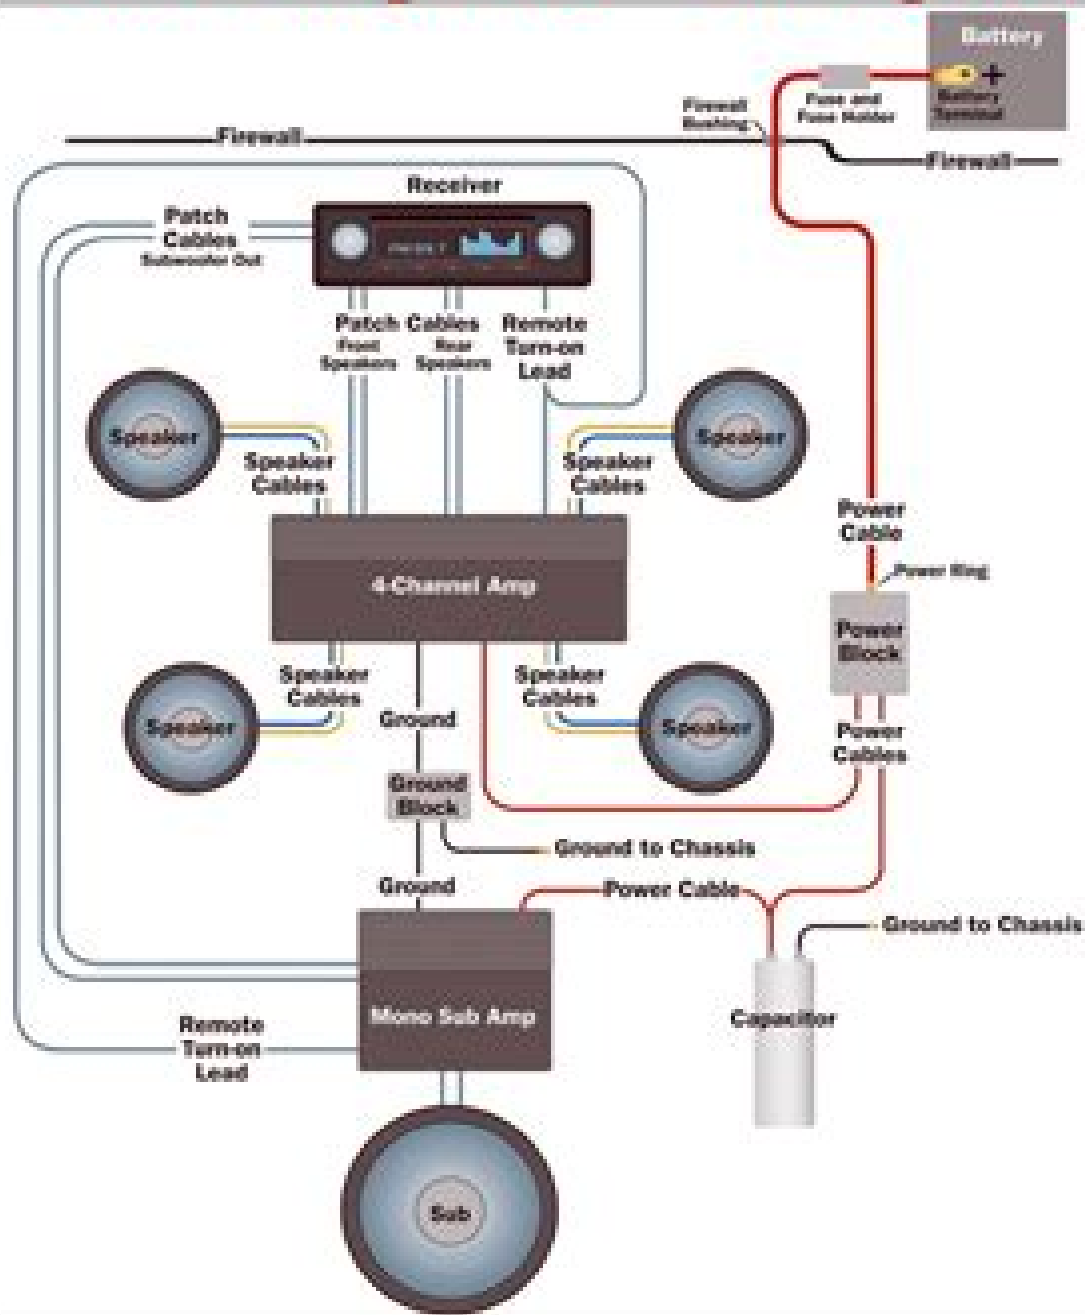 Battery
+
Battery
Terminal
Fuse and
Fuse Holder
Firewall
Bushing
Firewall
Firewall
Receiver
Patch
Cables
Subwoofer Out
Patch Cables
Front
Speakers
Rear
Speakers
Remote
Turn-on
Lead
Speaker
Speaker
Cables
Speaker
Cables
Speaker
Power
Cable
Power Ring
4-Channel Amp
Power
Block
Speaker
Speaker
Cables
Ground
Speaker
Cables
Speaker
Power
Cables
Ground
Block
Ground to Chassis
Ground
Power Cable
Ground to Chassis
Mono Sub Amp
Capacitor
Remote
Turn-on
Lead
Sub